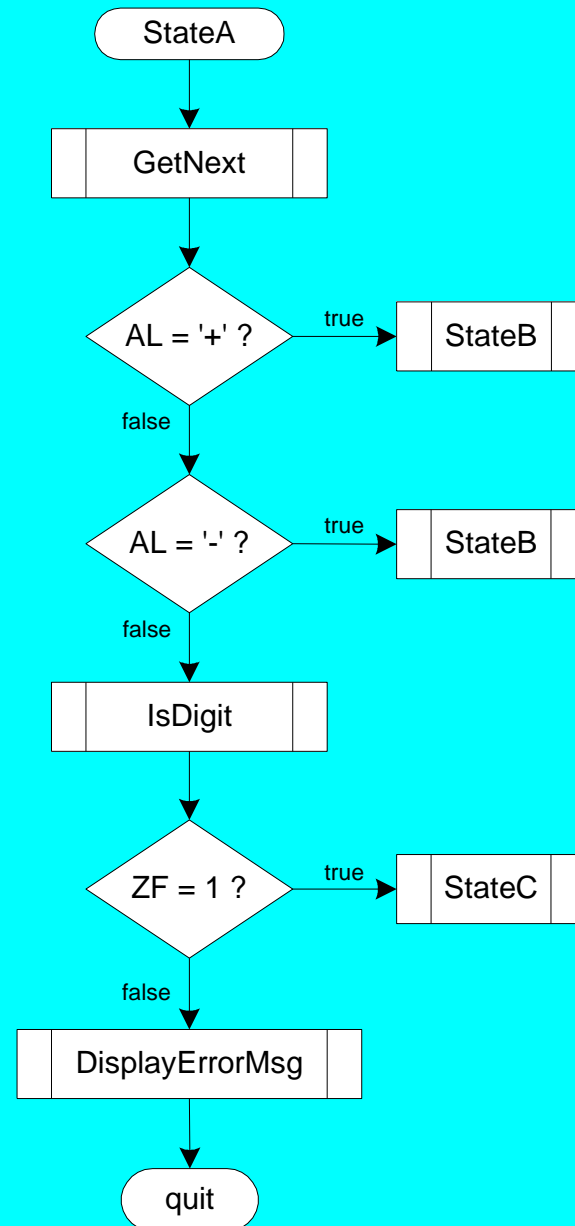 StateA
GetNext
AL = '+' ?
true
StateB
false
AL = '-' ?
true
StateB
false
IsDigit
ZF = 1 ?
true
StateC
false
DisplayErrorMsg
quit